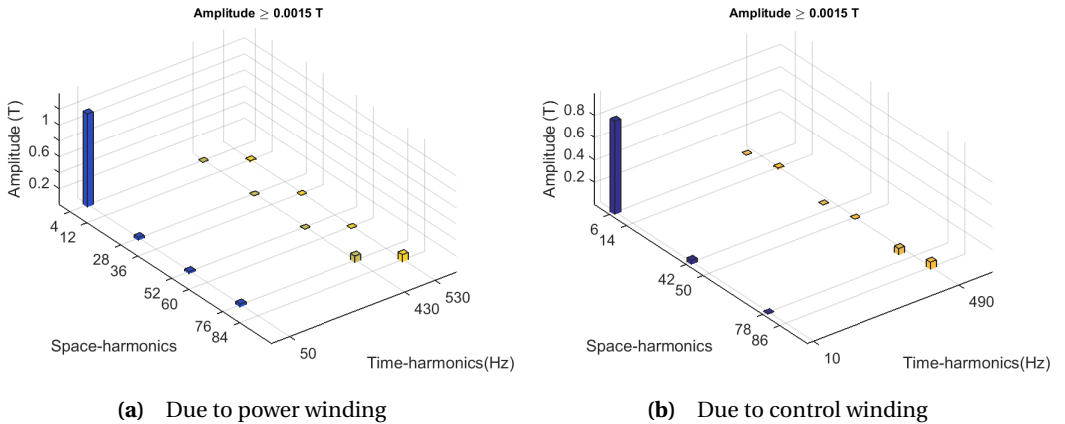 Amplitude ≥ 0.0015 T
Amplitude (T)
1
0.6
0.2
4
12
28
36
52
60
76
84
Space-harmonics
50
430
530
Time-harmonics(Hz)
(a) Due to power winding
Amplitude ≥ 0.0015 T
Amplitude (T)
0.8
0.6
0.4
0.2
6
14
42
50
78
86
Space-harmonics
10
490
Time-harmonics(Hz)
(b) Due to control winding